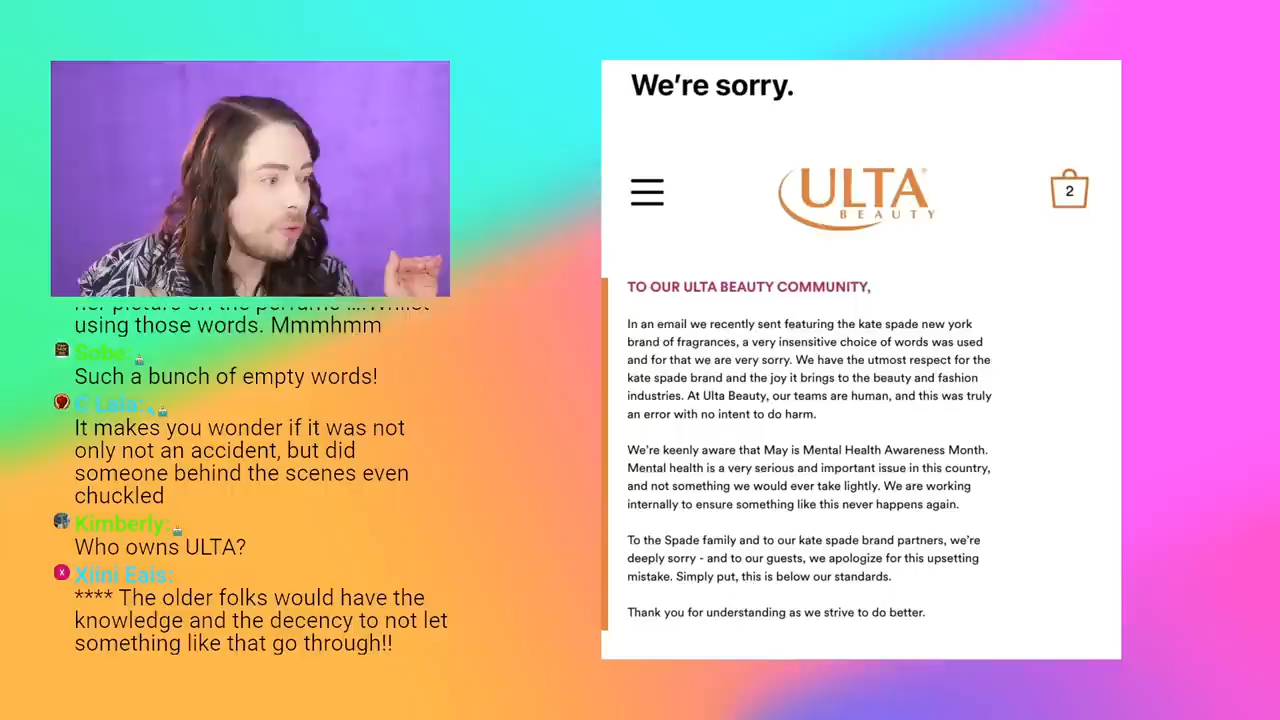 her picture on the perfume ....Whilst
using those words. Mmmhmm
Sobe:
Such a bunch of empty words!
C Lala:
It makes you wonder if it was not
only not an accident, but did
someone behind the scenes even
chuckled
Kimberly:
Who owns ULTA?
X
Xiini Eais:
**** The older folks would have the
knowledge and the decency to not let
something like that go through!!
We're sorry.
ULTA
BEAUTY
2
TO OUR ULTA BEAUTY COMMUNITY,
In an email we recently sent featuring the kate spade new york
brand of fragrances, a very insensitive choice of words was used
and for that we are very sorry. We have the utmost respect for the
kate spade brand and the joy it brings to the beauty and fashion
industries. At Ulta Beauty, our teams are human, and this was truly
an error with no intent to do harm.
We're keenly aware that May is Mental Health Awareness Month.
Mental health is a very serious and important issue in this country,
and not something we would ever take lightly. We are working
internally to ensure something like this never happens again.
To the Spade family and to our kate spade brand partners, we're
deeply sorry - and to our guests, we apologize for this upsetting
mistake. Simply put, this is below our standards.
Thank you for understanding as we strive to do better.